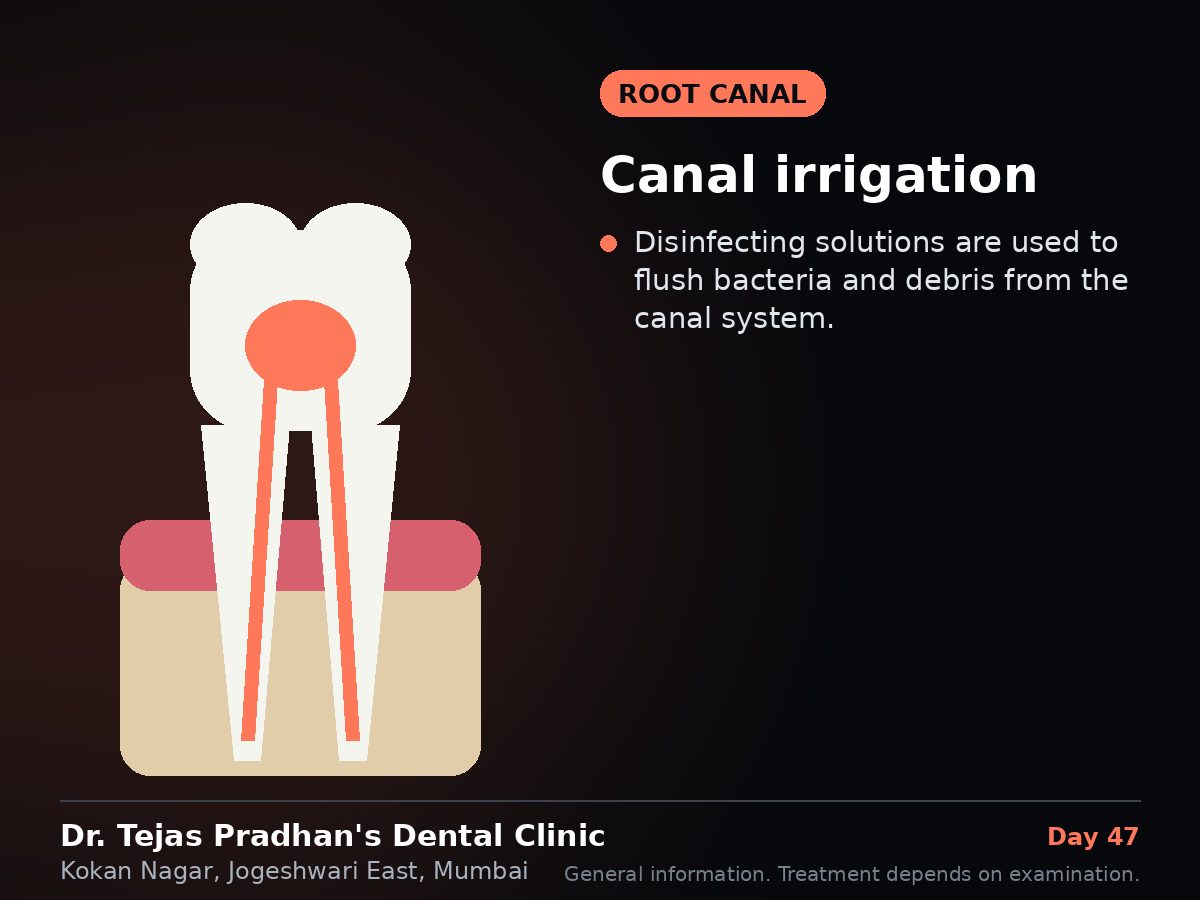 ROOT CANAL
Canal irrigation
Disinfecting solutions are used to
flush bacteria and debris from the
canal system.
Dr. Tejas Pradhan's Dental Clinic
Day 47
Kokan Nagar, Jogeshwari East, Mumbai
General information. Treatment depends on examination.